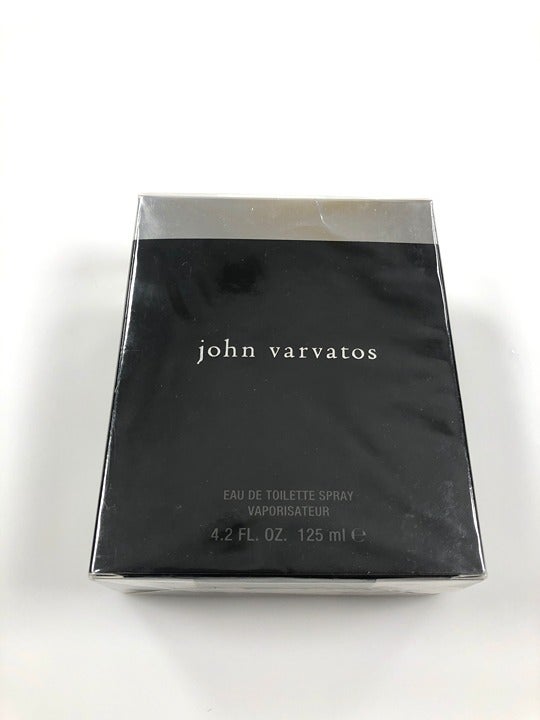 john varvatos
EAU DE TOILETTE SPRAY
VAPORISATEUR
4.2 FL. OZ. 125 ml ℮